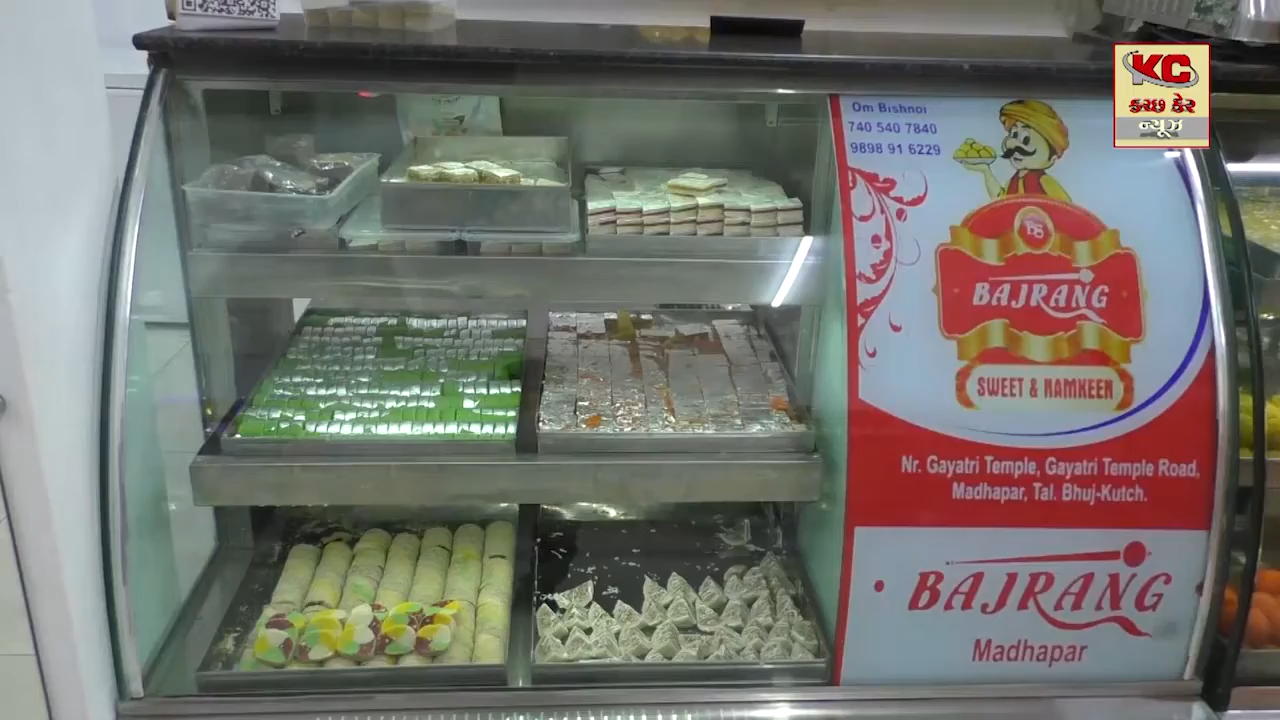 KC
કચ્છ કેર
ન્યૂઝ
Om Bishnoi
740 540 7840
9898 91 6229
BAJRANG
SWEET & NAMKEEN
Nr. Gayatri Temple, Gayatri Temple Road,
Madhapar, Tal. Bhuj-Kutch.
BAJRANG
Madhapar